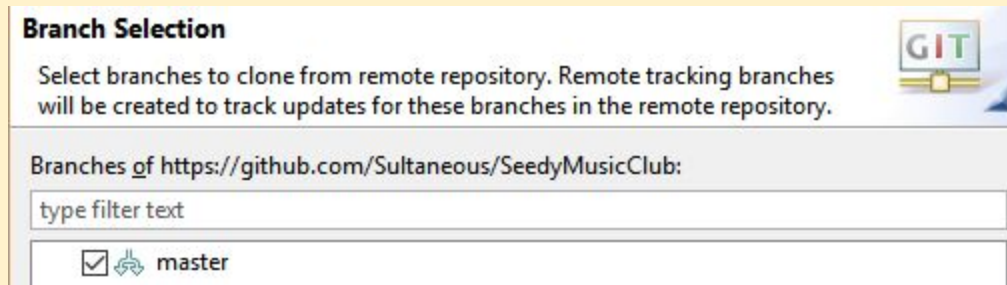 Branch Selection
GIT
Select branches to clone from remote repository. Remote tracking branches
will be created to track updates for these branches in the remote repository.
Branches of https://github.com/Sultaneous/SeedyMusicClub:
type filter text
master